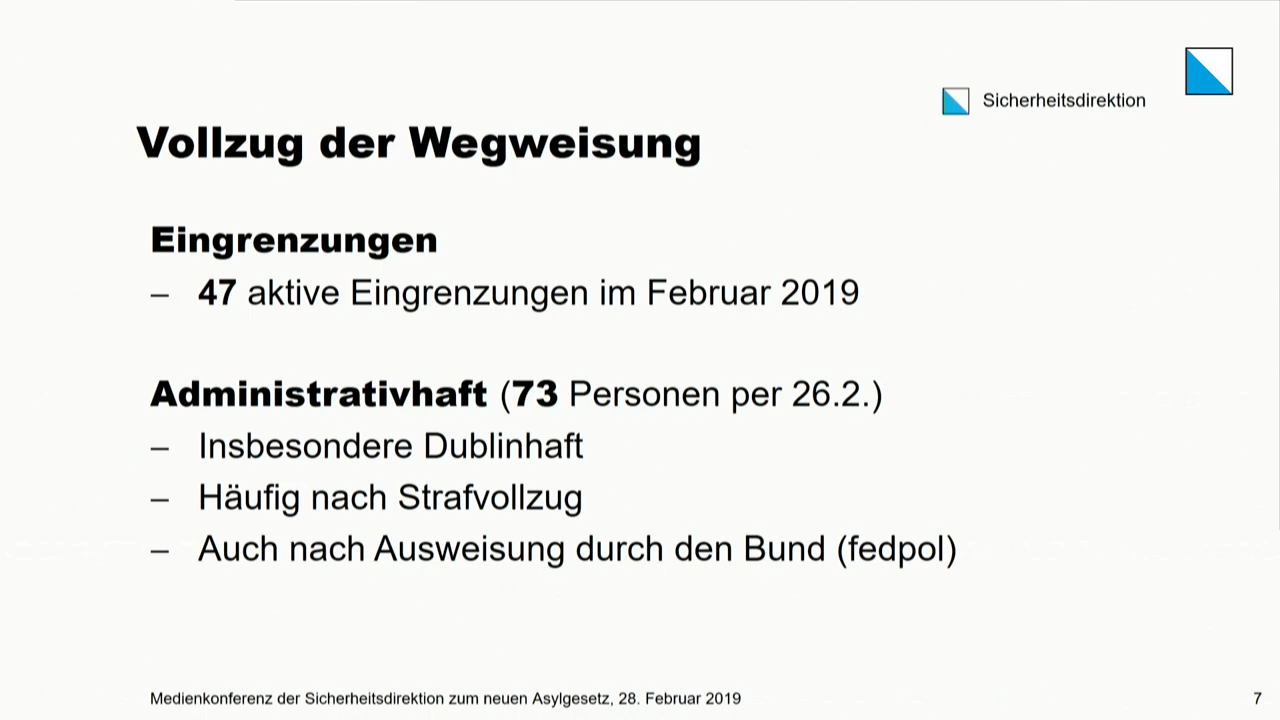 Sicherheitsdirektion
Vollzug der Wegweisung
Eingrenzungen
– 47 aktive Eingrenzungen im Februar 2019
Administrativhaft (73 Personen per 26.2.)
– Insbesondere Dublinhaft
– Häufig nach Strafvollzug
– Auch nach Ausweisung durch den Bund (fedpol)
Medienkonferenz der Sicherheitsdirektion zum neuen Asylgesetz, 28. Februar 2019 7